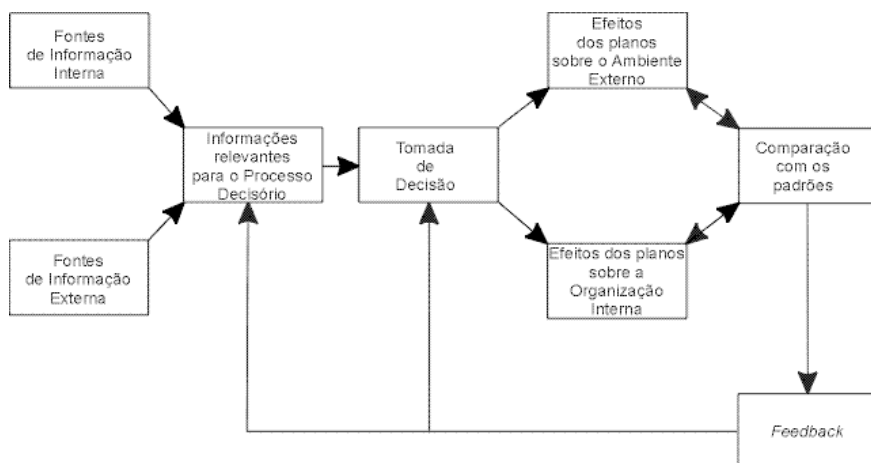 Fontes
de Informação
Interna
Efeitos
dos planos
sobre o Ambiente
Externo
Informações
relevantes
para o Processo
Decisório
Tomada
de
Decisão
Comparação
com os
padrões
Fontes
de Informação
Externa
Efeitos dos planos
sobre a
Organização
Interna
Feedback